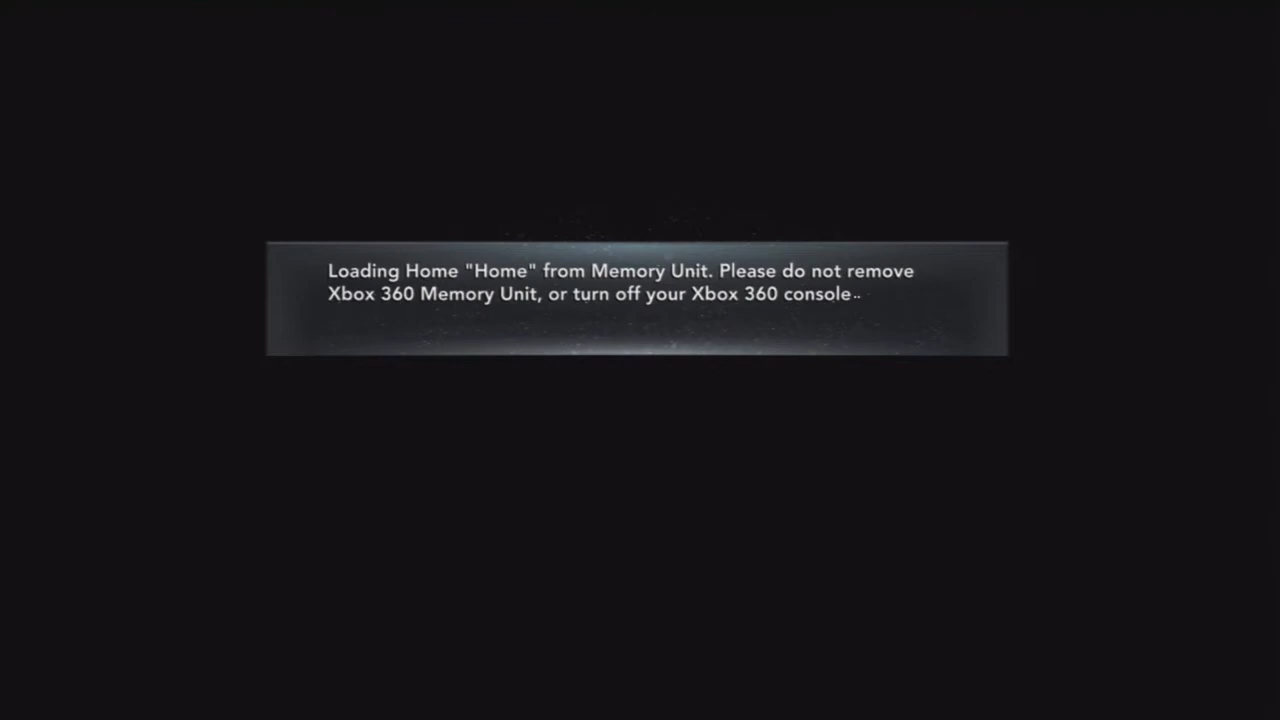 Loading Home "Home" from Memory Unit. Please do not remove
Xbox 360 Memory Unit, or turn off your Xbox 360 console..